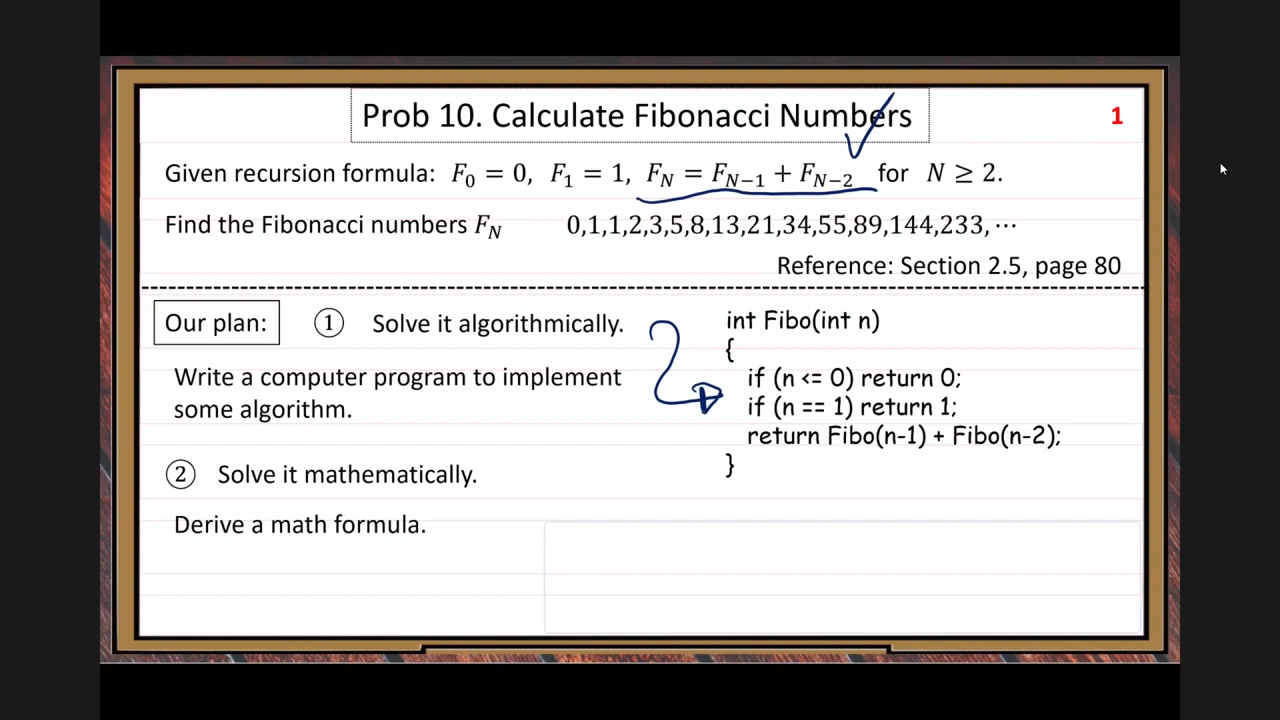 Prob 10. Calculate Fibonacci Numbers
1
Given recursion formula: F₀ = 0, F₁ = 1, F_N = F_{N−1} + F_{N−2} for N ≥ 2.
Find the Fibonacci numbers F_N 0,1,1,2,3,5,8,13,21,34,55,89,144,233, ⋯
Reference: Section 2.5, page 80
Our plan: ① Solve it algorithmically.
Write a computer program to implement
some algorithm.
② Solve it mathematically.
Derive a math formula.
int Fibo(int n)
{
if (n <= 0) return 0;
if (n == 1) return 1;
return Fibo(n-1) + Fibo(n-2);
}